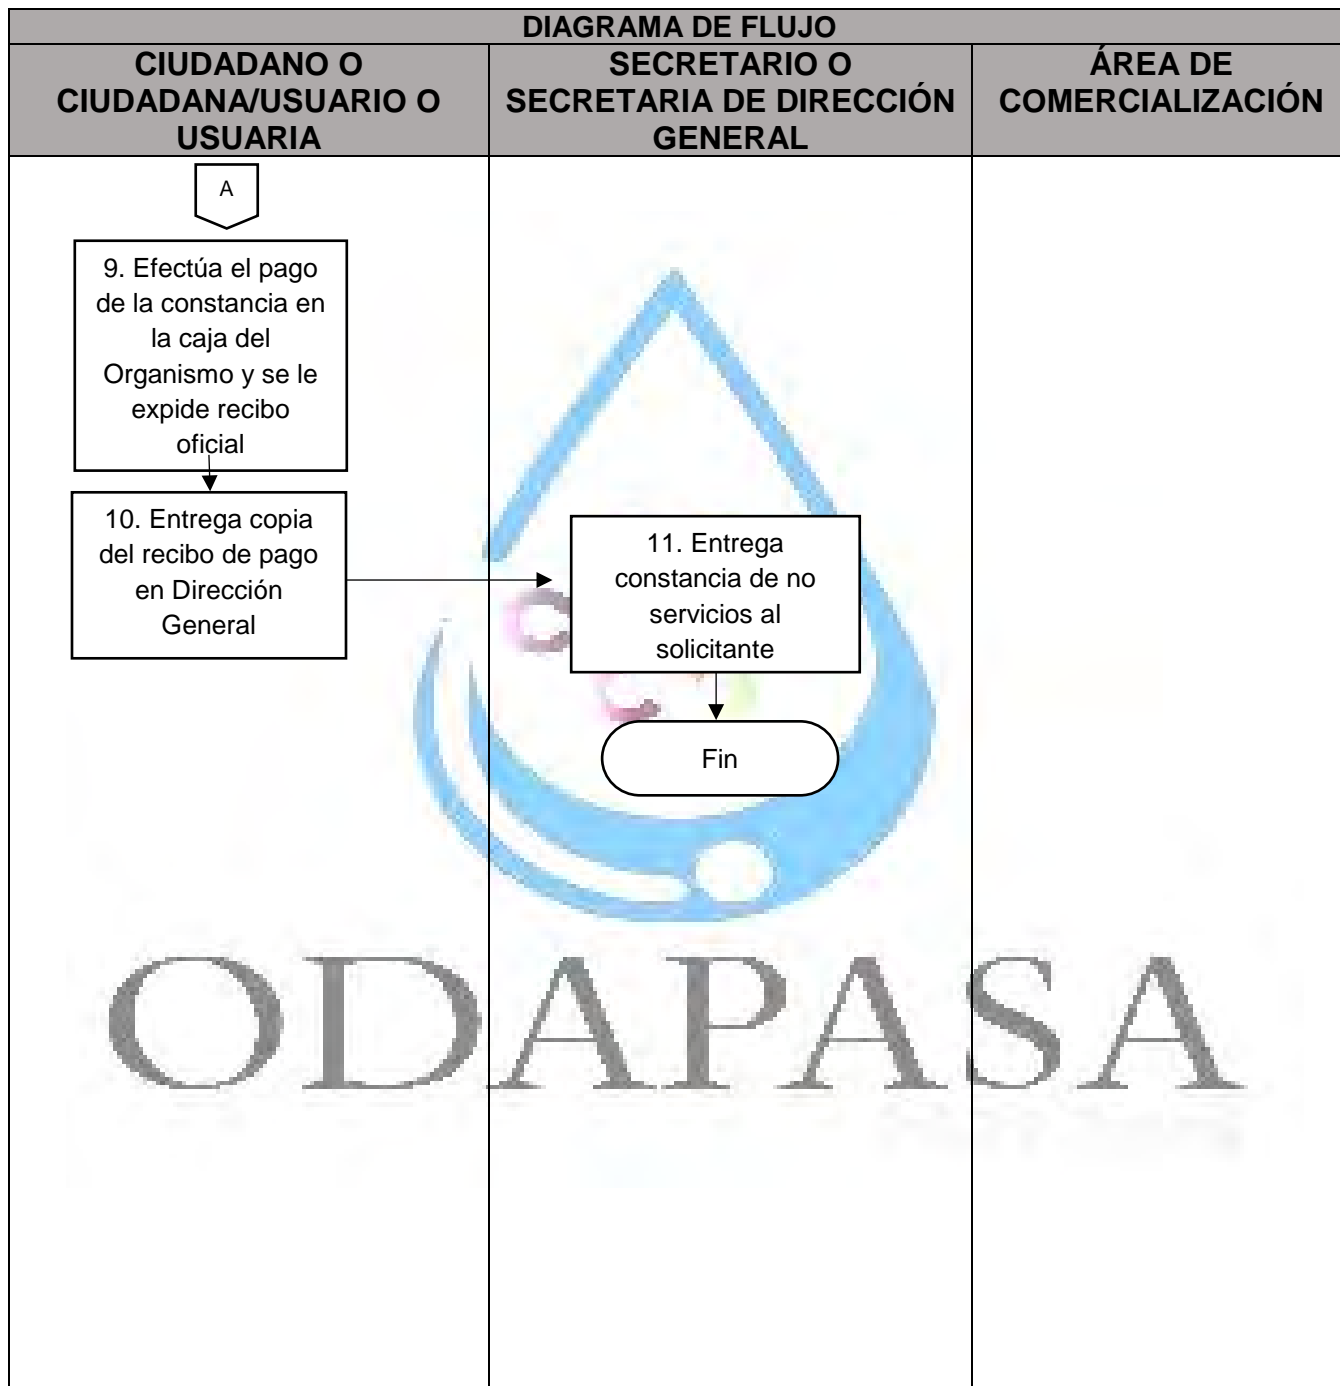 DIAGRAMA DE FLUJO
CIUDADANO O
CIUDADANA/USUARIO O
USUARIA
SECRETARIO O
SECRETARIA DE DIRECCIÓN
GENERAL
ÁREA DE
COMERCIALIZACIÓN
A
9. Efectúa el pago
de la constancia en
la caja del
Organismo y se le
expide recibo
oficial
10. Entrega copia
del recibo de pago
en Dirección
General
11. Entrega
constancia de no
servicios al
solicitante
Fin
ODAPASA